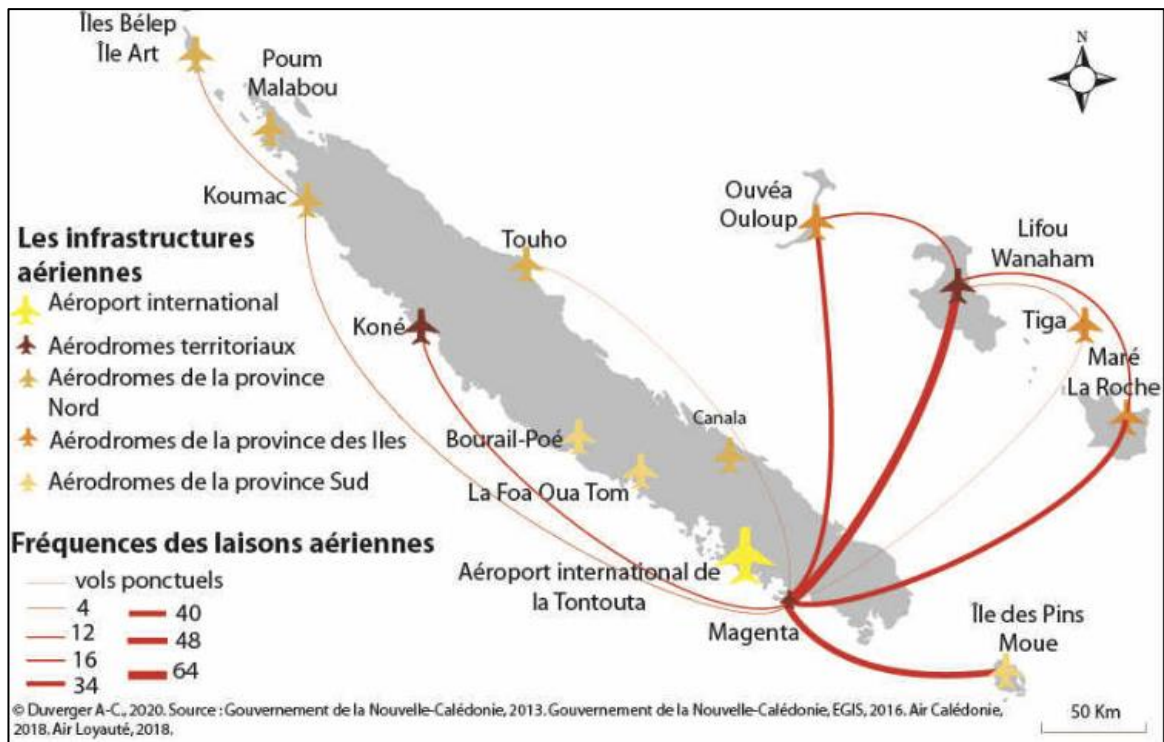 Îles Bélep
Île Art
Poum
Malabou
N
Koumac
Touho
Ouvéa
Ouloup
Lifou
Wanaham
Tiga
Maré
La Roche
Koné
Canala
Bourail-Poé
La Foa Oua Tom
Aéroport international de
la Tontouta
Magenta
Île des Pins
Moue
Les infrastructures
aériennes
Aéroport international
Aérodromes territoriaux
Aérodromes de la province
Nord
Aérodromes de la province des Iles
Aérodromes de la province Sud
Fréquences des laisons aériennes
vols ponctuels
4
12
16
34
40
48
64
50 Km
© Duverger A-C., 2020. Source : Gouvernement de la Nouvelle-Calédonie, 2013. Gouvernement de la Nouvelle-Calédonie, EGIS, 2016. Air Calédonie,
2018. Air Loyauté, 2018.